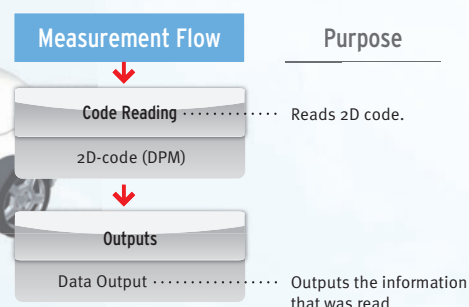 Measurement Flow
Purpose
Code Reading
Reads 2D code.
2D-code (DPM)
Outputs
Data Output
Outputs the information
that was read